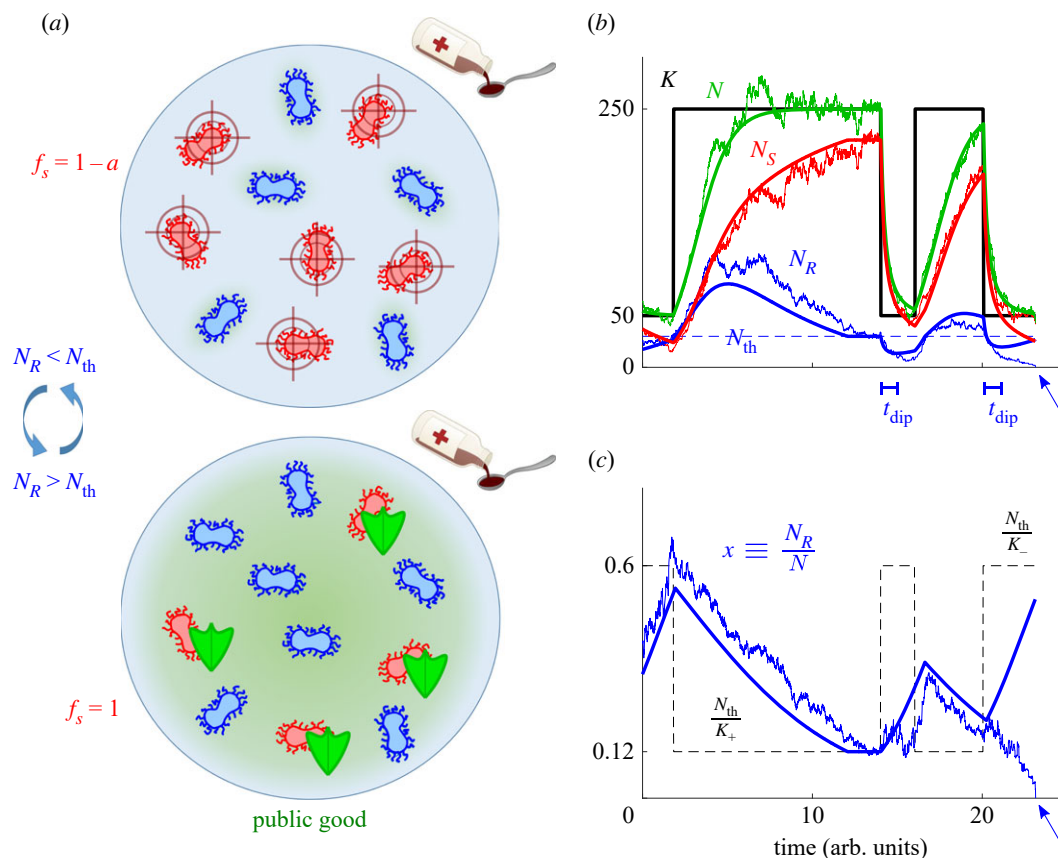 (a)
f_s = 1 – a
N_R < N_th
N_R > N_th
f_s = 1
public good
(b)
K
N
250
N_S
N_R
50
N_th
0
t_dip
t_dip
(c)
x ≡ N_R / N
N_th / K_–
0.6
N_th / K_+
0.12
0
10
20
time (arb. units)